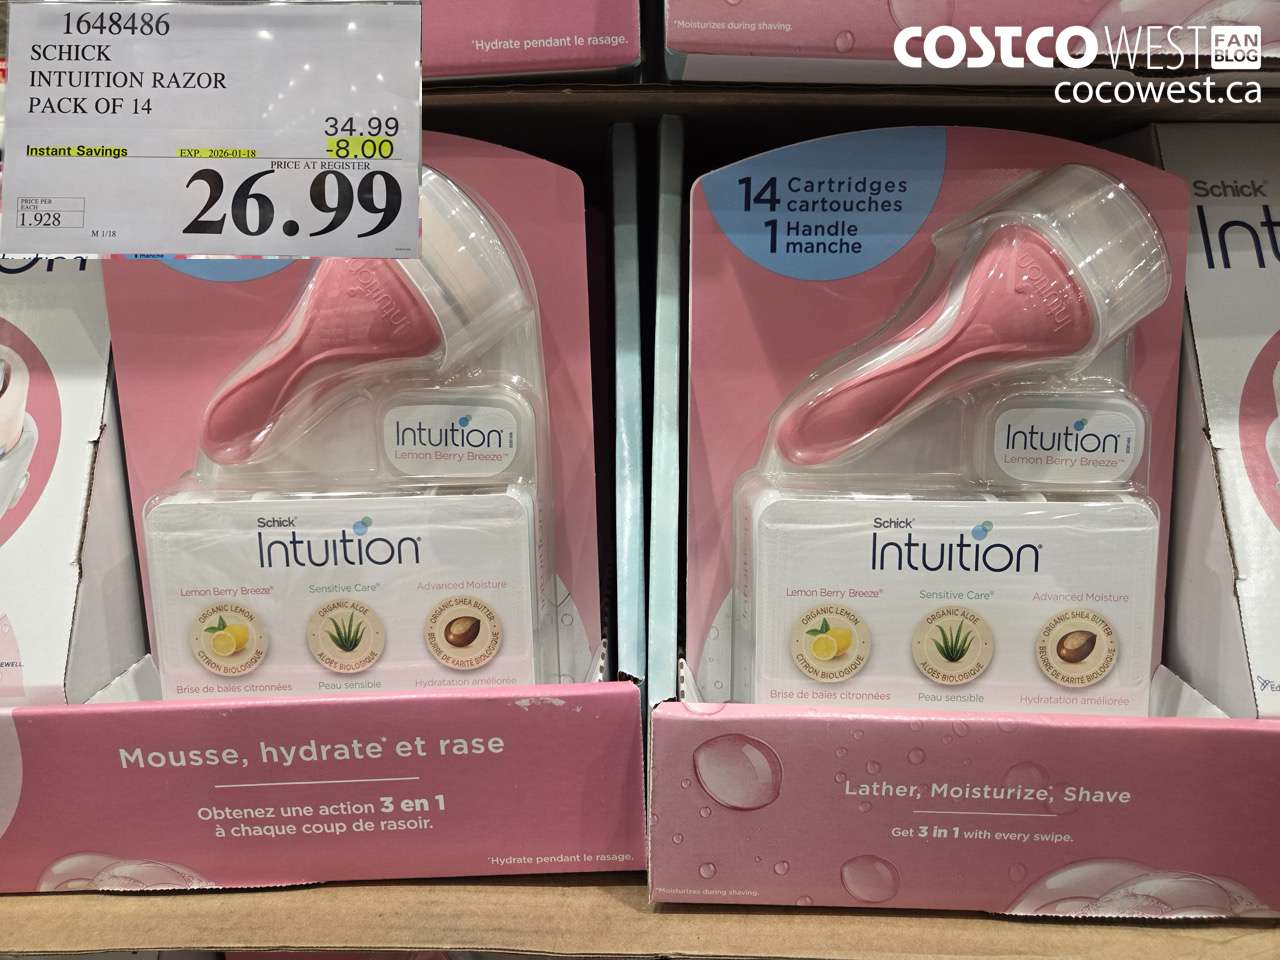 1648486
SCHICK
INTUITION RAZOR
PACK OF 14
34.99
Instant Savings EXP. 2026-01-18 -8.00
PRICE AT REGISTER
26.99
PRICE PER
EACH
1.928
M 1/18
*Hydrate pendant le rasage.
*Moisturizes during shaving.
COSTCO WEST FAN BLOG
cocowest.ca
manche
Intuition
Intuition
Lemon Berry Breeze™
Schick®
Intuition®
Lemon Berry Breeze® Sensitive Care® Advanced Moisture
ORGANIC LEMON
CITRON BIOLOGIQUE
ORGANIC ALOE
ALOES BIOLOGIQUE
ORGANIC SHEA BUTTER
BEURRE DE KARITÉ BIOLOGIQUE
Brise de baies citronnées Peau sensible Hydratation améliorée
Mousse, hydrate* et rase
Obtenez une action 3 en 1
à chaque coup de rasoir.
*Hydrate pendant le rasage.
14 Cartridges
cartouches
1 Handle
manche
Intuition
Intuition
Lemon Berry Breeze™
Schick®
Intuition®
Lemon Berry Breeze® Sensitive Care® Advanced Moisture
ORGANIC LEMON
CITRON BIOLOGIQUE
ORGANIC ALOE
ALOES BIOLOGIQUE
ORGANIC SHEA BUTTER
BEURRE DE KARITÉ BIOLOGIQUE
Brise de baies citronnées Peau sensible Hydratation améliorée
Lather, Moisturize*, Shave
Get 3 in 1 with every swipe.
*Moisturizes during shaving.
Schick®
Int